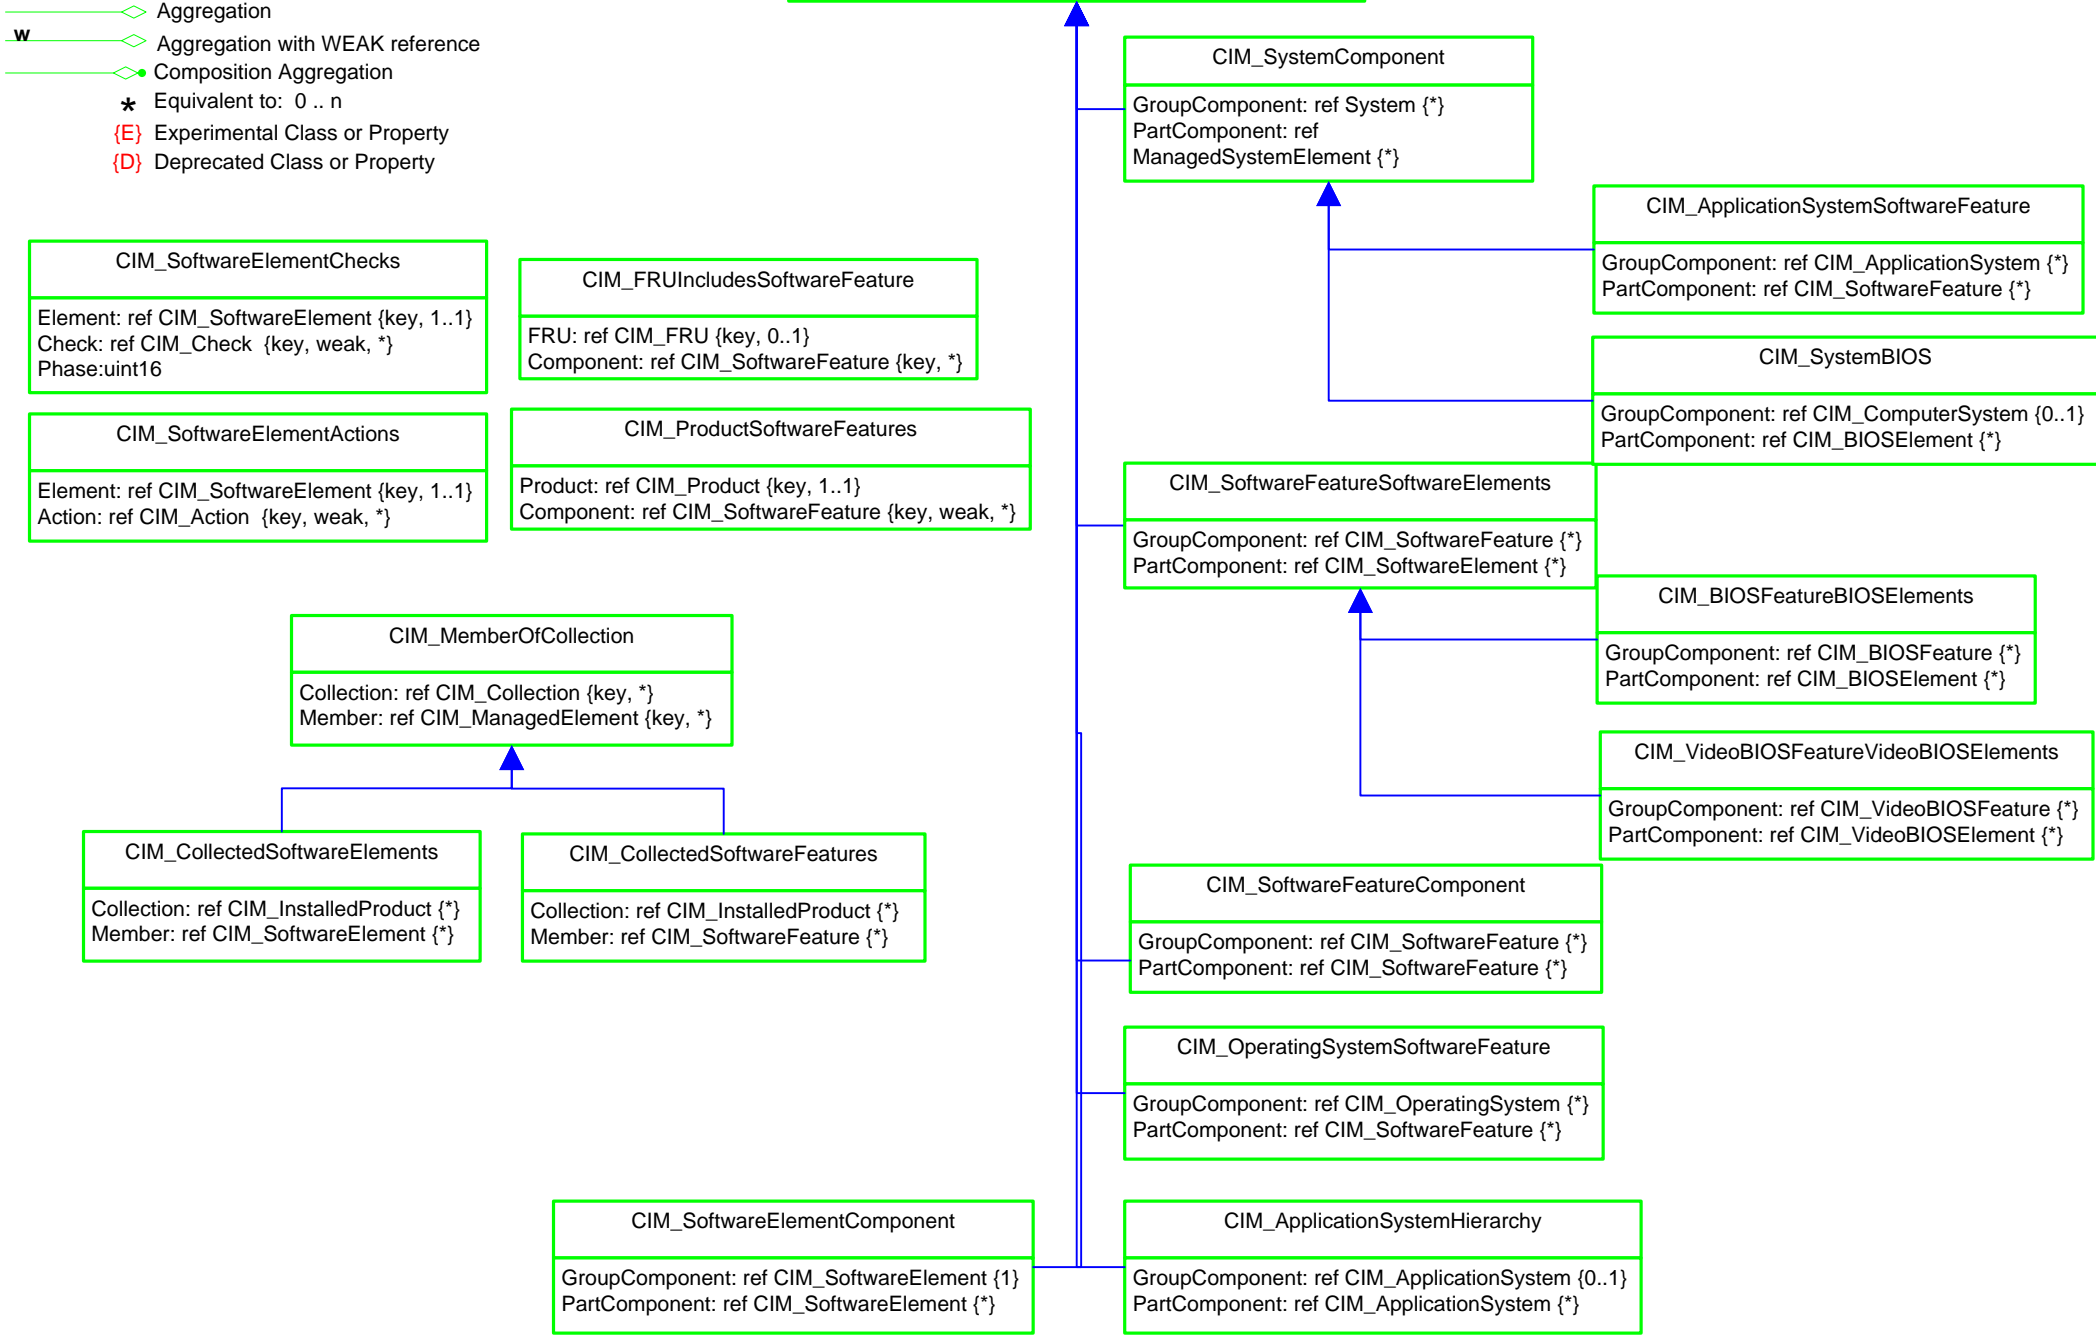 Aggregation
w
Aggregation with WEAK reference
Composition Aggregation
* Equivalent to: 0 .. n
{E} Experimental Class or Property
{D} Deprecated Class or Property
CIM_SystemComponent
GroupComponent: ref System {*}
PartComponent: ref
ManagedSystemElement {*}
CIM_ApplicationSystemSoftwareFeature
GroupComponent: ref CIM_ApplicationSystem {*}
PartComponent: ref CIM_SoftwareFeature {*}
CIM_SoftwareElementChecks
Element: ref CIM_SoftwareElement {key, 1..1}
Check: ref CIM_Check  {key, weak, *}
Phase:uint16
CIM_FRUIncludesSoftwareFeature
FRU: ref CIM_FRU {key, 0..1}
Component: ref CIM_SoftwareFeature {key, *}
CIM_SystemBIOS
GroupComponent: ref CIM_ComputerSystem {0..1}
PartComponent: ref CIM_BIOSElement {*}
CIM_SoftwareElementActions
Element: ref CIM_SoftwareElement {key, 1..1}
Action: ref CIM_Action  {key, weak, *}
CIM_ProductSoftwareFeatures
Product: ref CIM_Product {key, 1..1}
Component: ref CIM_SoftwareFeature {key, weak, *}
CIM_SoftwareFeatureSoftwareElements
GroupComponent: ref CIM_SoftwareFeature {*}
PartComponent: ref CIM_SoftwareElement {*}
CIM_BIOSFeatureBIOSElements
GroupComponent: ref CIM_BIOSFeature {*}
PartComponent: ref CIM_BIOSElement {*}
CIM_MemberOfCollection
Collection: ref CIM_Collection {key, *}
Member: ref CIM_ManagedElement {key, *}
CIM_VideoBIOSFeatureVideoBIOSElements
GroupComponent: ref CIM_VideoBIOSFeature {*}
PartComponent: ref CIM_VideoBIOSElement {*}
CIM_CollectedSoftwareElements
Collection: ref CIM_InstalledProduct {*}
Member: ref CIM_SoftwareElement {*}
CIM_CollectedSoftwareFeatures
Collection: ref CIM_InstalledProduct {*}
Member: ref CIM_SoftwareFeature {*}
CIM_SoftwareFeatureComponent
GroupComponent: ref CIM_SoftwareFeature {*}
PartComponent: ref CIM_SoftwareFeature {*}
CIM_OperatingSystemSoftwareFeature
GroupComponent: ref CIM_OperatingSystem {*}
PartComponent: ref CIM_SoftwareFeature {*}
CIM_SoftwareElementComponent
GroupComponent: ref CIM_SoftwareElement {1}
PartComponent: ref CIM_SoftwareElement {*}
CIM_ApplicationSystemHierarchy
GroupComponent: ref CIM_ApplicationSystem {0..1}
PartComponent: ref CIM_ApplicationSystem {*}